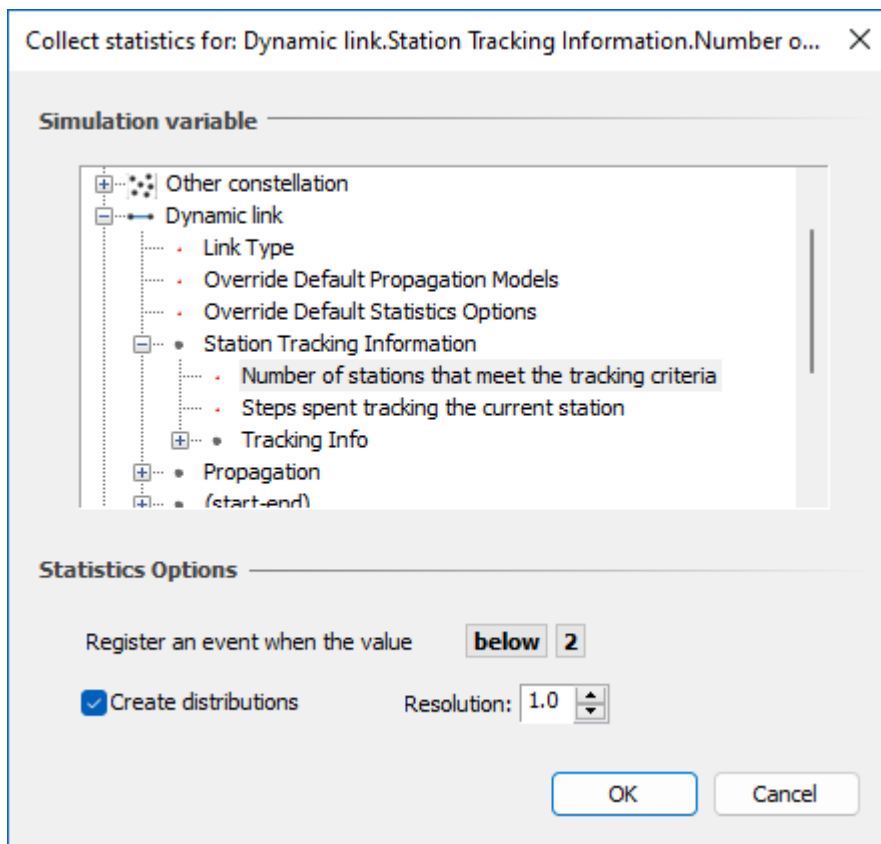 Collect statistics for: Dynamic link.Station Tracking Information.Number o...
Simulation variable
Other constellation
Dynamic link
Link Type
Override Default Propagation Models
Override Default Statistics Options
Station Tracking Information
Number of stations that meet the tracking criteria
Steps spent tracking the current station
Tracking Info
Propagation
(start-end)
Statistics Options
Register an event when the value below 2
Create distributions Resolution: 1.0
OK Cancel